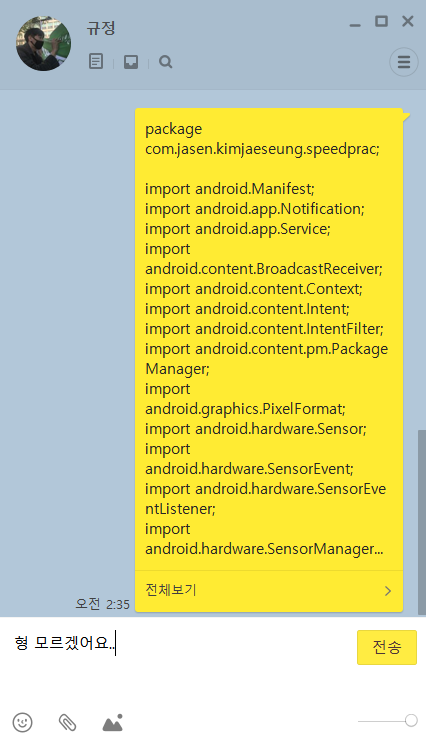 규정
package
com.jasen.kimjaeseung.speedprac;
import android.Manifest;
import android.app.Notification;
import android.app.Service;
import
android.content.BroadcastReceiver;
import android.content.Context;
import android.content.Intent;
import android.content.IntentFilter;
import android.content.pm.Package
Manager;
import
android.graphics.PixelFormat;
import android.hardware.Sensor;
import
android.hardware.SensorEvent;
import android.hardware.SensorEve
ntListener;
import
android.hardware.SensorManager...
전체보기
오전 2:35
형 모르겠어요..
전송